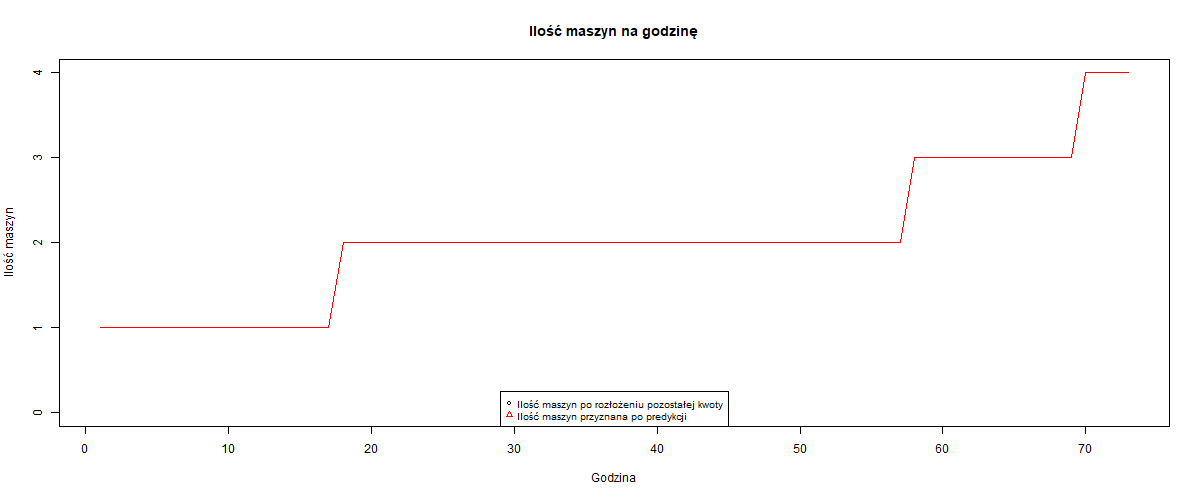 Ilość maszyn na godzinę
Ilość maszyn
4
3
2
1
0
Ilość maszyn po rozłożeniu pozostałej kwoty
Ilość maszyn przyznana po predykcji
0 10 20 30 40 50 60 70
Godzina